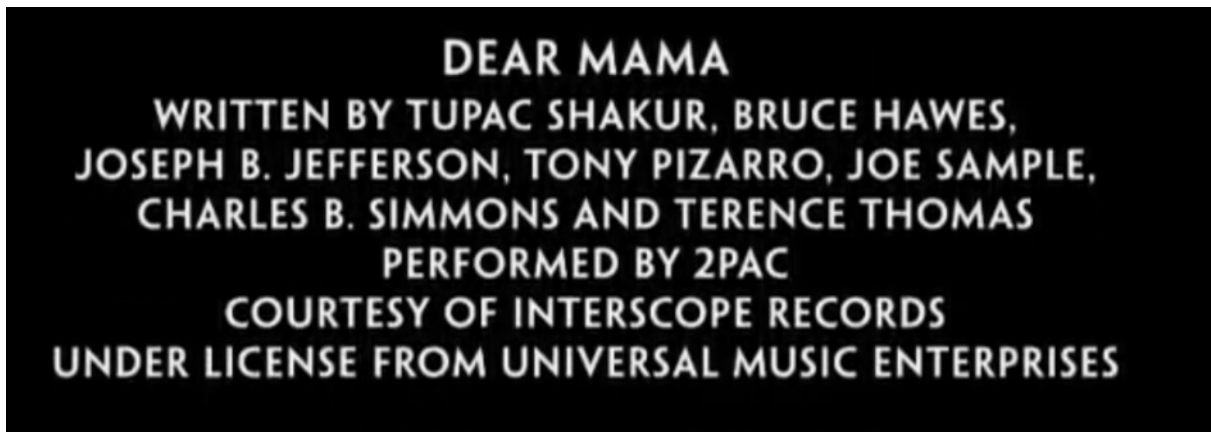 DEAR MAMA
WRITTEN BY TUPAC SHAKUR, BRUCE HAWES,
JOSEPH B. JEFFERSON, TONY PIZARRO, JOE SAMPLE,
CHARLES B. SIMMONS AND TERENCE THOMAS
PERFORMED BY 2PAC
COURTESY OF INTERSCOPE RECORDS
UNDER LICENSE FROM UNIVERSAL MUSIC ENTERPRISES